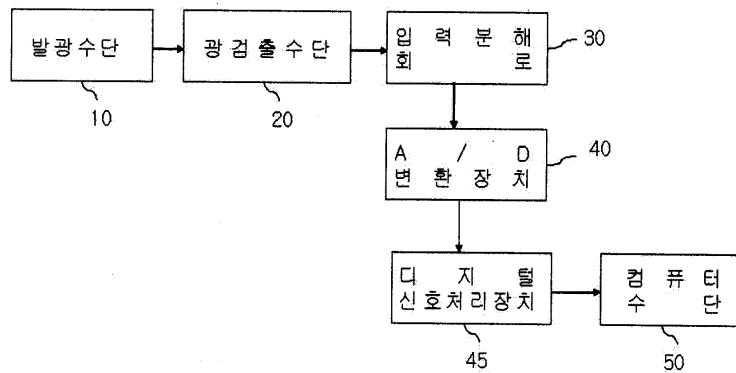 발광수단
10
광검출수단
20
입력분해
회로
30
A / D
변환장치
40
디지털
신호처리장치
45
컴퓨터
수단
50